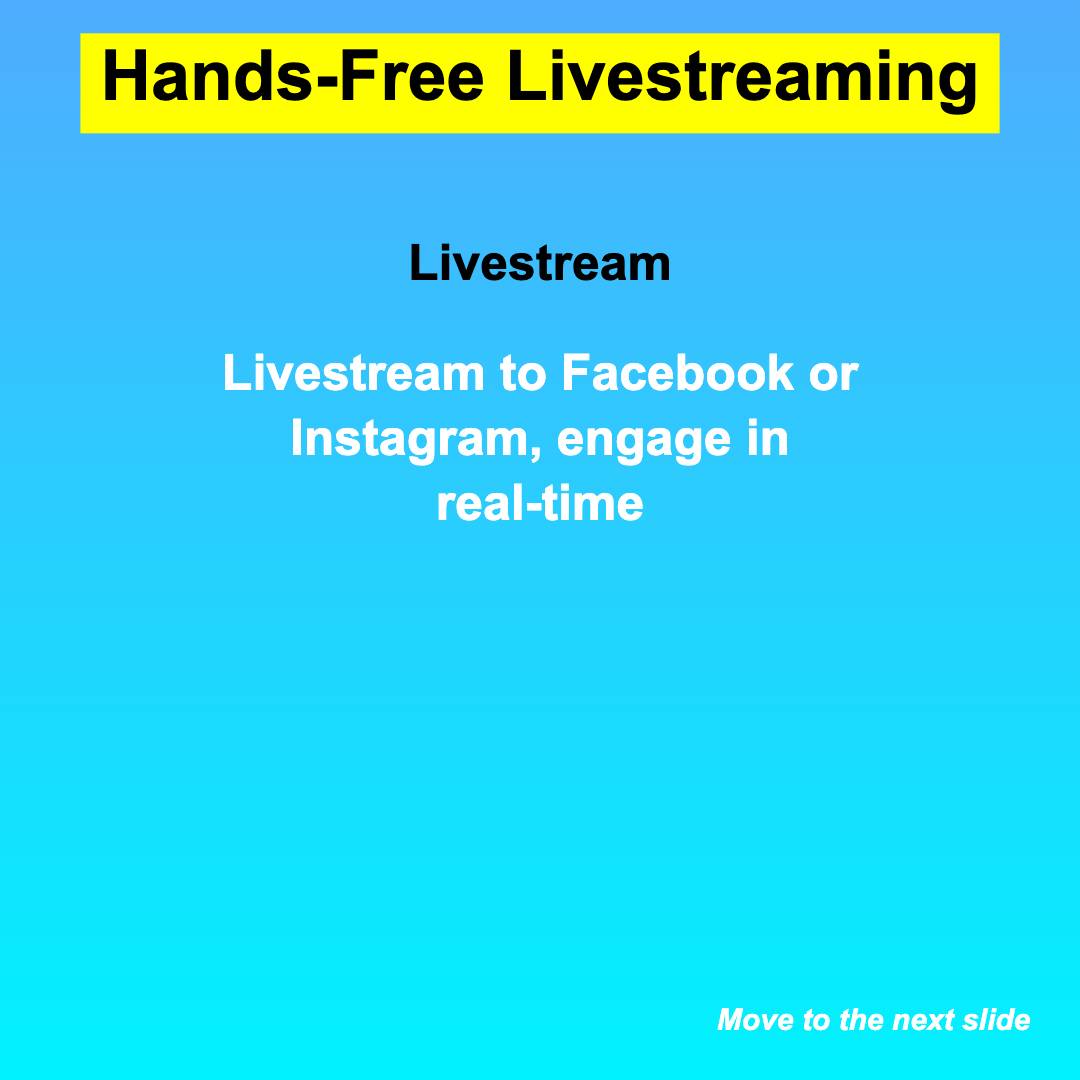 Hands-Free Livestreaming
Livestream
Livestream to Facebook or
Instagram, engage in
real-time
Move to the next slide